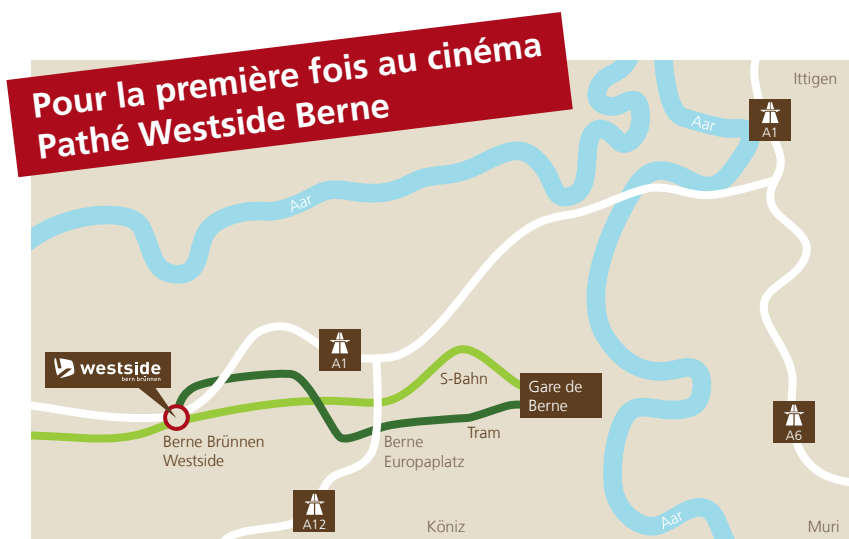 Pour la première fois au cinéma
Pathé Westside Berne
Ittigen
Aar
A1
Aar
A1
westside
bern brünnen
S-Bahn
Gare de
Berne
Berne Brünnen
Westside
Tram
Berne
Europaplatz
A6
A12
Köniz
Aar
Muri